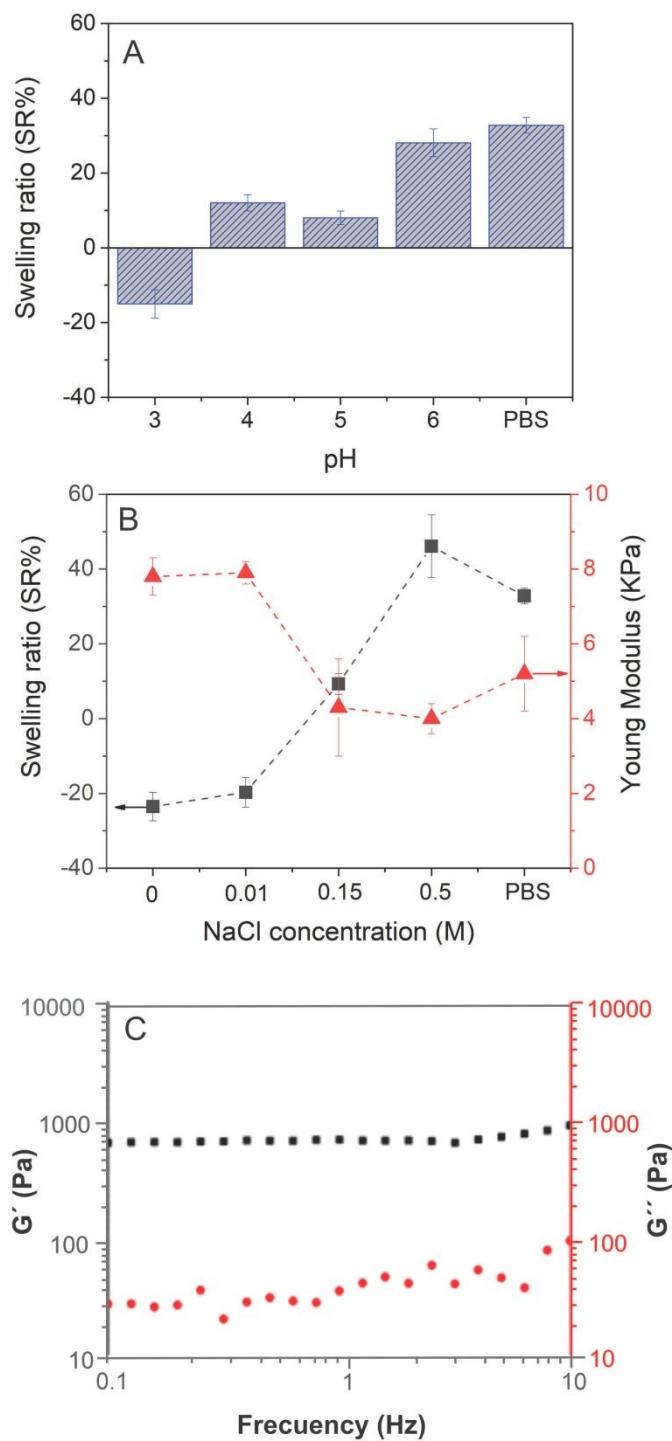 A
Swelling ratio (SR%)
60
40
20
0
-20
-40
3 4 5 6 PBS
pH
B
Swelling ratio (SR%)
60
40
20
0
-20
-40
Young Modulus (KPa)
10
8
6
4
2
0
0 0.01 0.15 0.5 PBS
NaCl concentration (M)
C
G´ (Pa)
10000
1000
100
10
G´´ (Pa)
10000
1000
100
10
0.1 1 10
Frecuency (Hz)